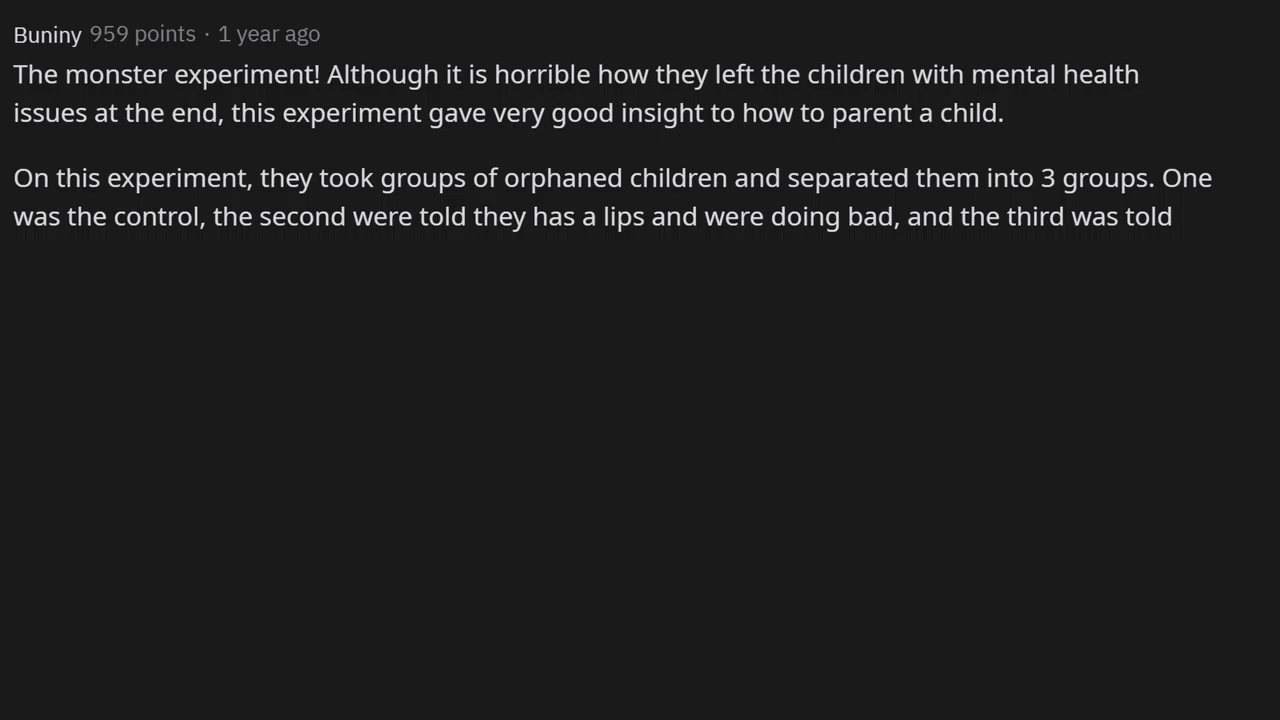 Buniny 959 points · 1 year ago
The monster experiment! Although it is horrible how they left the children with mental health
issues at the end, this experiment gave very good insight to how to parent a child.
On this experiment, they took groups of orphaned children and separated them into 3 groups. One
was the control, the second were told they has a lips and were doing bad, and the third was told